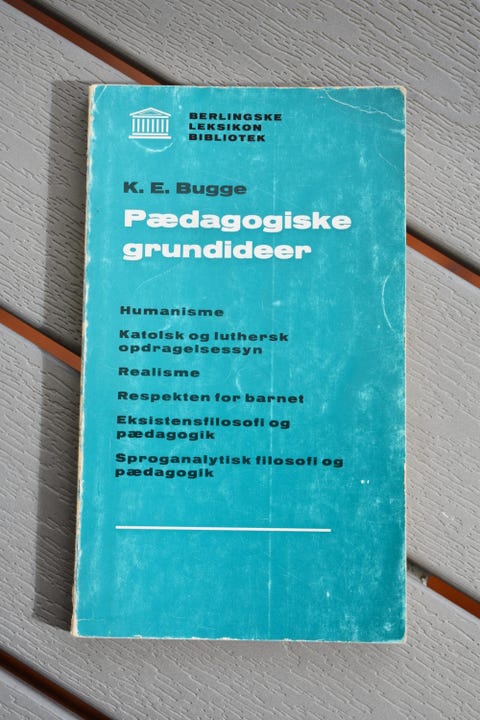 BERLINGSKE
LEKSIKON
BIBLIOTEK
K. E. Bugge
Pædagogiske
grundideer
Humanisme
Katolsk og luthersk
opdragelsessyn
Realisme
Respekten for barnet
Eksistensfilosofi og
pædagogik
Sproganalytisk filosofi og
pædagogik